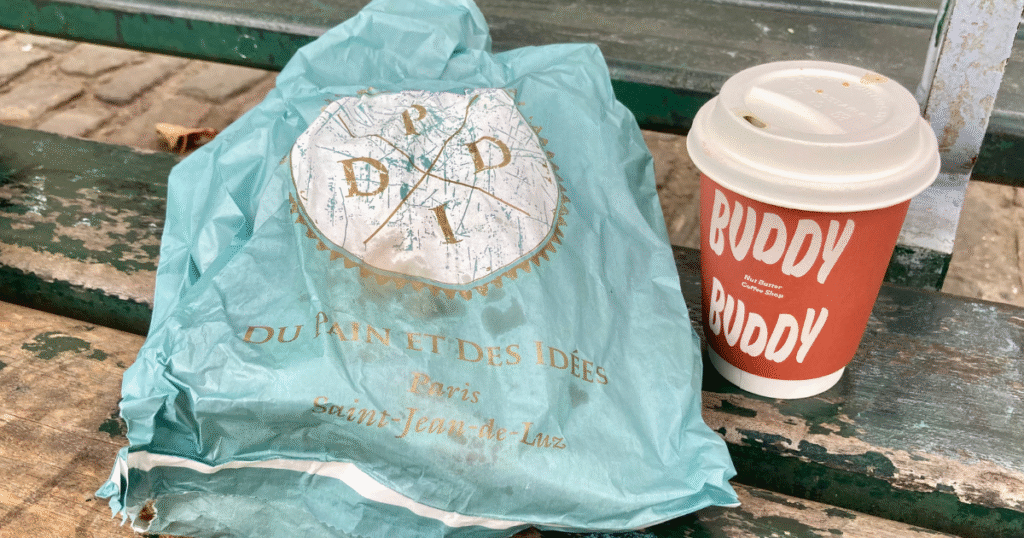 P
D D
I
DU PAIN ET DES IDÉES
Paris
Saint-Jean-de-Luz
BUDDY
Nut Butter
Coffee Shop
BUDDY